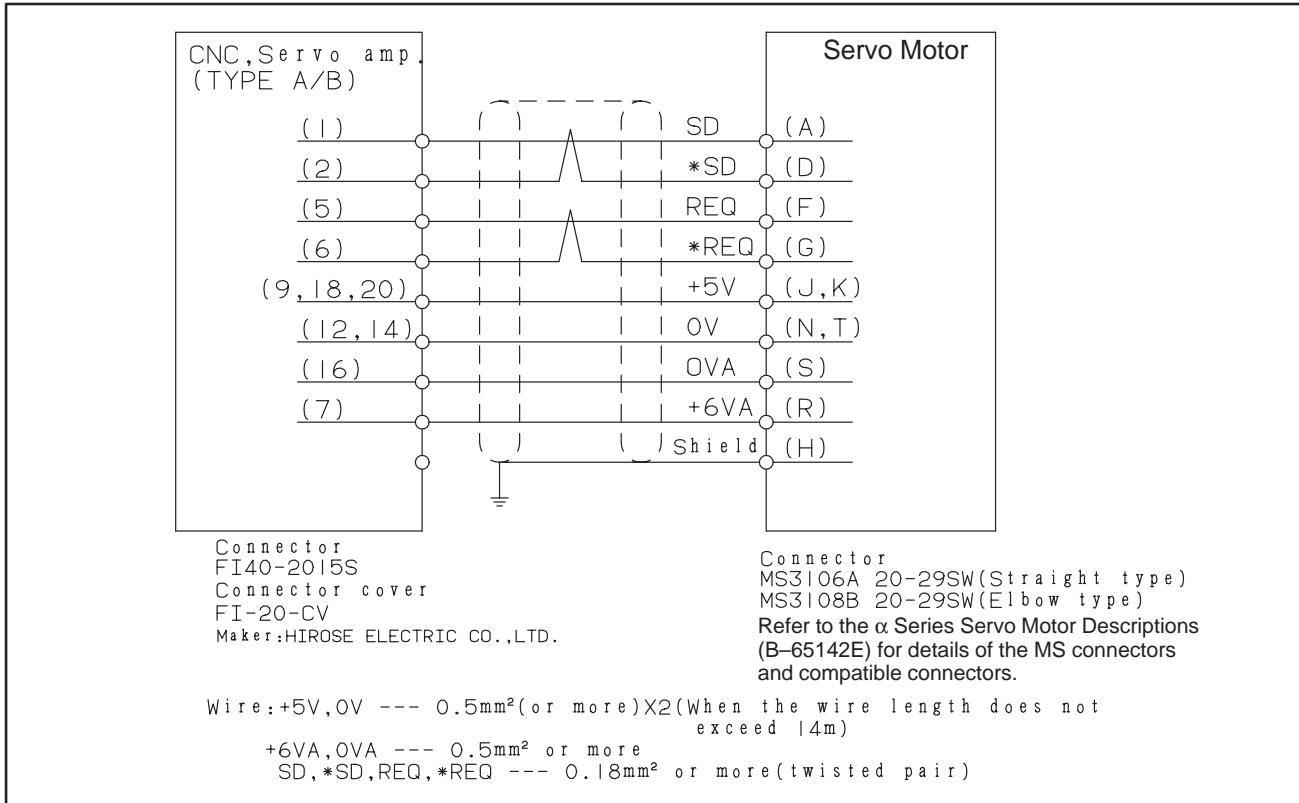 CNC,Servo amp.
(TYPE A/B)
Servo Motor
(1) SD (A)
(2) *SD (D)
(5) REQ (F)
(6) *REQ (G)
(9,18,20) +5V (J,K)
(12,14) 0V (N,T)
(16) 0VA (S)
(7) +6VA (R)
Shield (H)
Connector
FI40-2015S
Connector cover
FI-20-CV
Maker:HIROSE ELECTRIC CO.,LTD.
Connector
MS3106A 20-29SW(Straight type)
MS3108B 20-29SW(Elbow type)
Refer to the α Series Servo Motor Descriptions
(B–65142E) for details of the MS connectors
and compatible connectors.
Wire:+5V,0V --- 0.5mm²(or more)X2(When the wire length does not
exceed 14m)
+6VA,0VA --- 0.5mm² or more
SD,*SD,REQ,*REQ --- 0.18mm² or more(twisted pair)